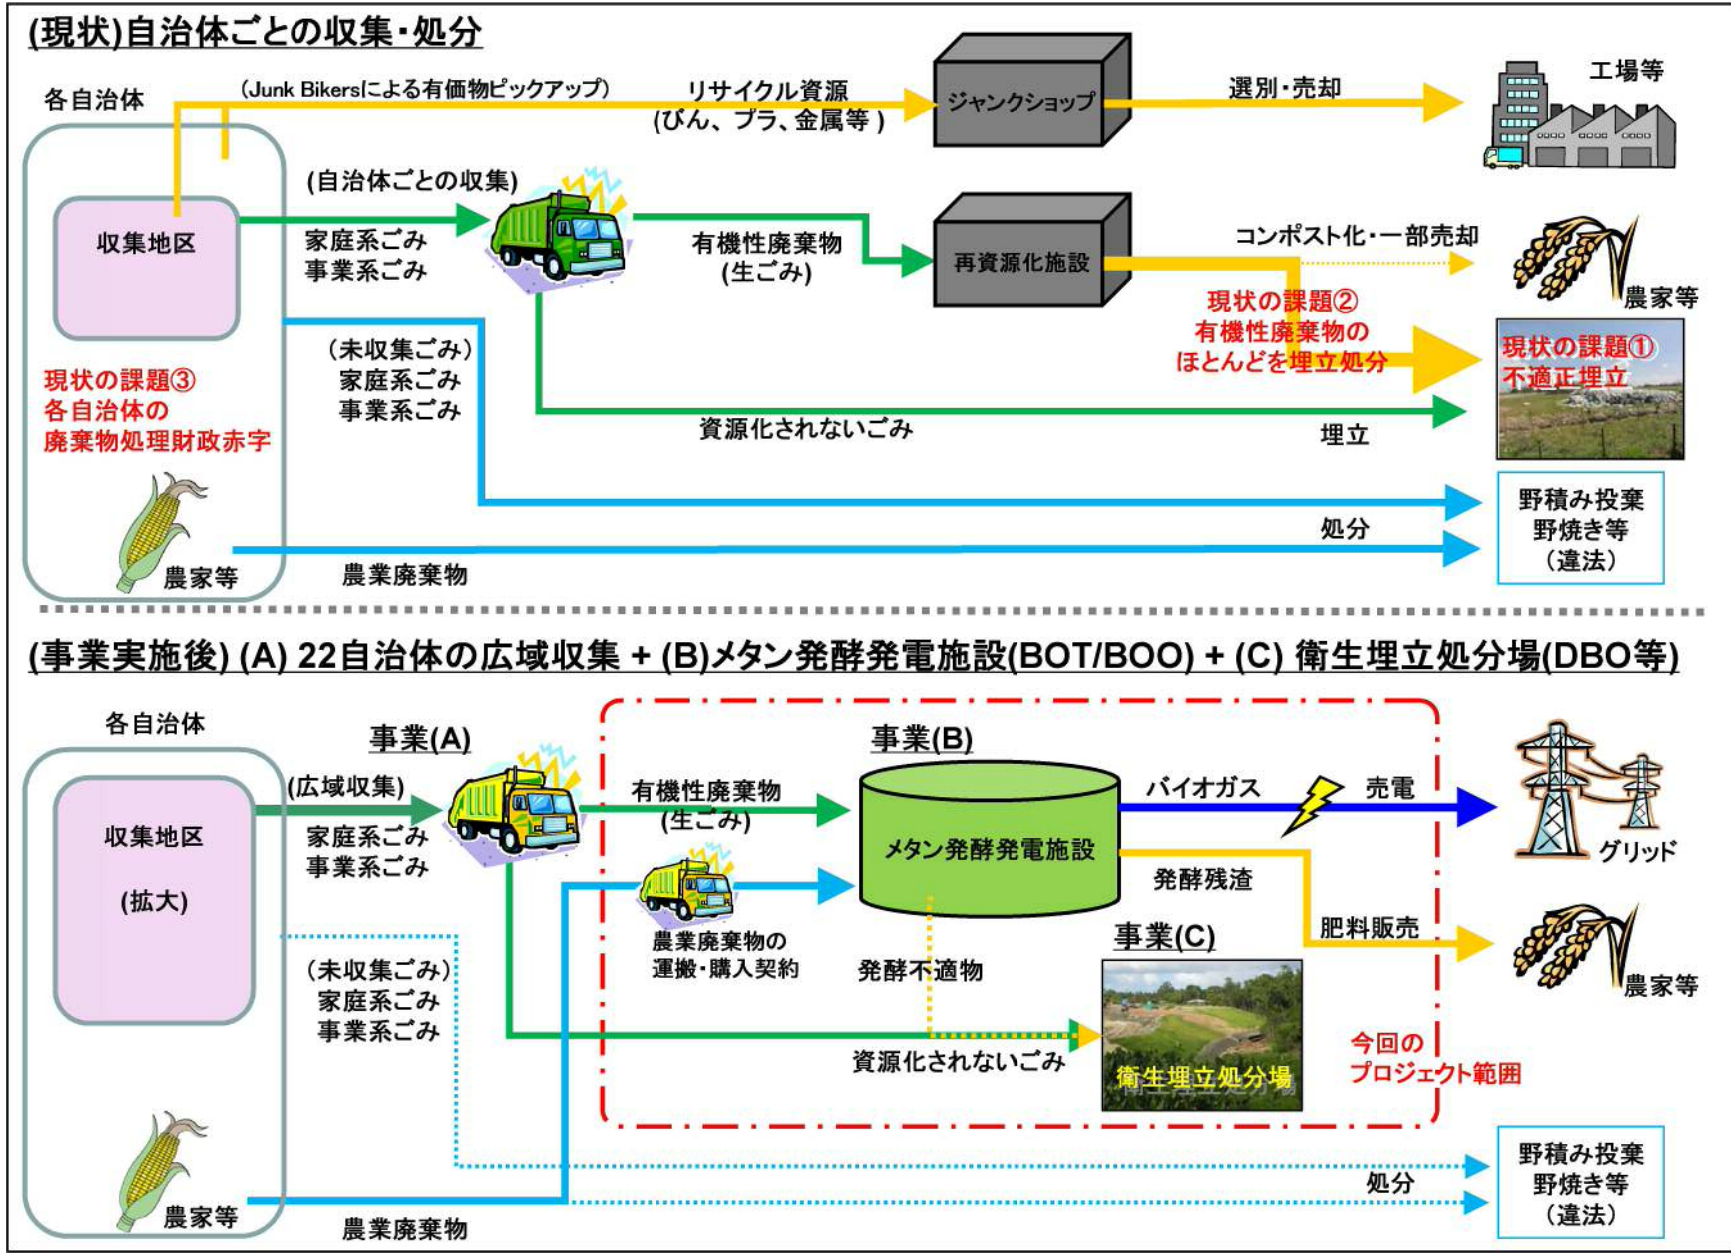 (現状)自治体ごとの収集・処分
各自治体
(Junk Bikersによる有価物ピックアップ)
リサイクル資源
(びん、プラ、金属等 )
ジャンクショップ
選別・売却
工場等
収集地区
(自治体ごとの収集)
家庭系ごみ
事業系ごみ
有機性廃棄物
(生ごみ)
再資源化施設
コンポスト化・一部売却
農家等
現状の課題②
有機性廃棄物の
ほとんどを埋立処分
現状の課題①
不適正埋立
現状の課題③
各自治体の
廃棄物処理財政赤字
(未収集ごみ)
家庭系ごみ
事業系ごみ
資源化されないごみ
埋立
処分
野積み投棄
野焼き等
(違法)
農家等
農業廃棄物
(事業実施後) (A) 22自治体の広域収集 + (B)メタン発酵発電施設(BOT/BOO) + (C) 衛生埋立処分場(DBO等)
各自治体
事業(A)
事業(B)
収集地区
(拡大)
(広域収集)
家庭系ごみ
事業系ごみ
有機性廃棄物
(生ごみ)
メタン発酵発電施設
バイオガス
売電
グリッド
発酵残渣
肥料販売
農家等
農業廃棄物の
運搬・購入契約
発酵不適物
事業(C)
衛生埋立処分場
(未収集ごみ)
家庭系ごみ
事業系ごみ
資源化されないごみ
今回の
プロジェクト範囲
処分
野積み投棄
野焼き等
(違法)
農家等
農業廃棄物